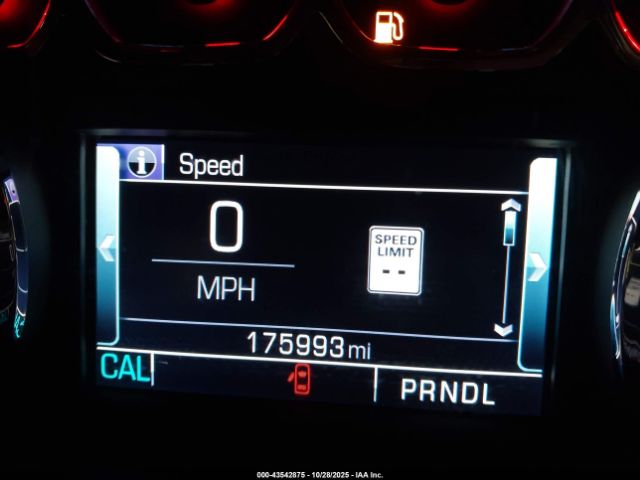 Speed
0
MPH
SPEED
LIMIT
--
175993 mi
CAL
PRNDL
000-43542875 - 10/28/2025 - IAA Inc.